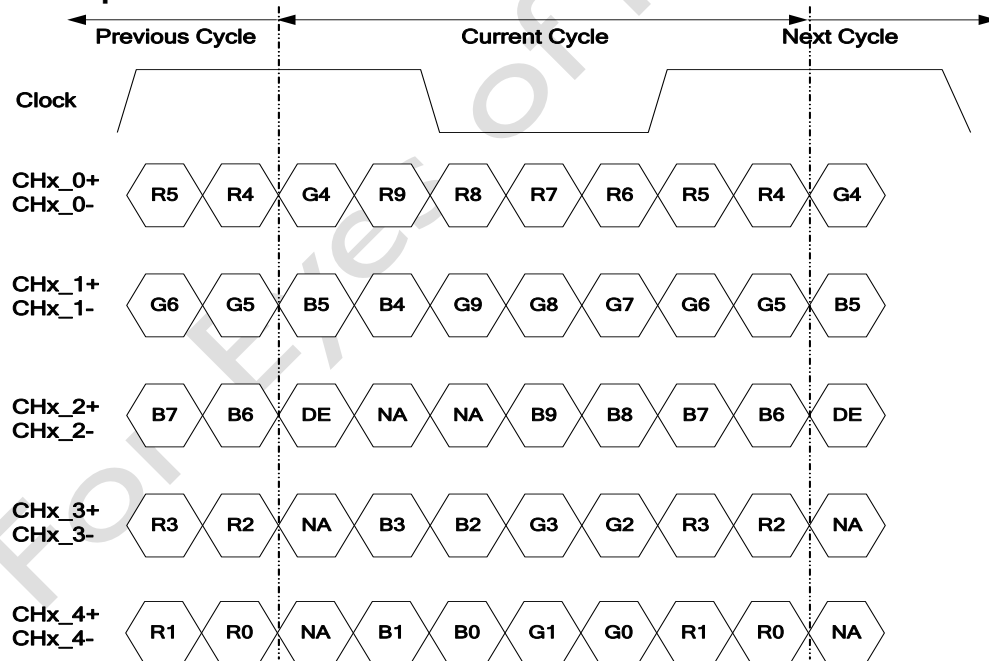 Previous Cycle Current Cycle Next Cycle
Clock
CHx_0+
CHx_0-
R5 R4 G4 R9 R8 R7 R6 R5 R4 G4
CHx_1+
CHx_1-
G6 G5 B5 B4 G9 G8 G7 G6 G5 B5
CHx_2+
CHx_2-
B7 B6 DE NA NA B9 B8 B7 B6 DE
CHx_3+
CHx_3-
R3 R2 NA B3 B2 G3 G2 R3 R2 NA
CHx_4+
CHx_4-
R1 R0 NA B1 B0 G1 G0 R1 R0 NA
For Eyes of